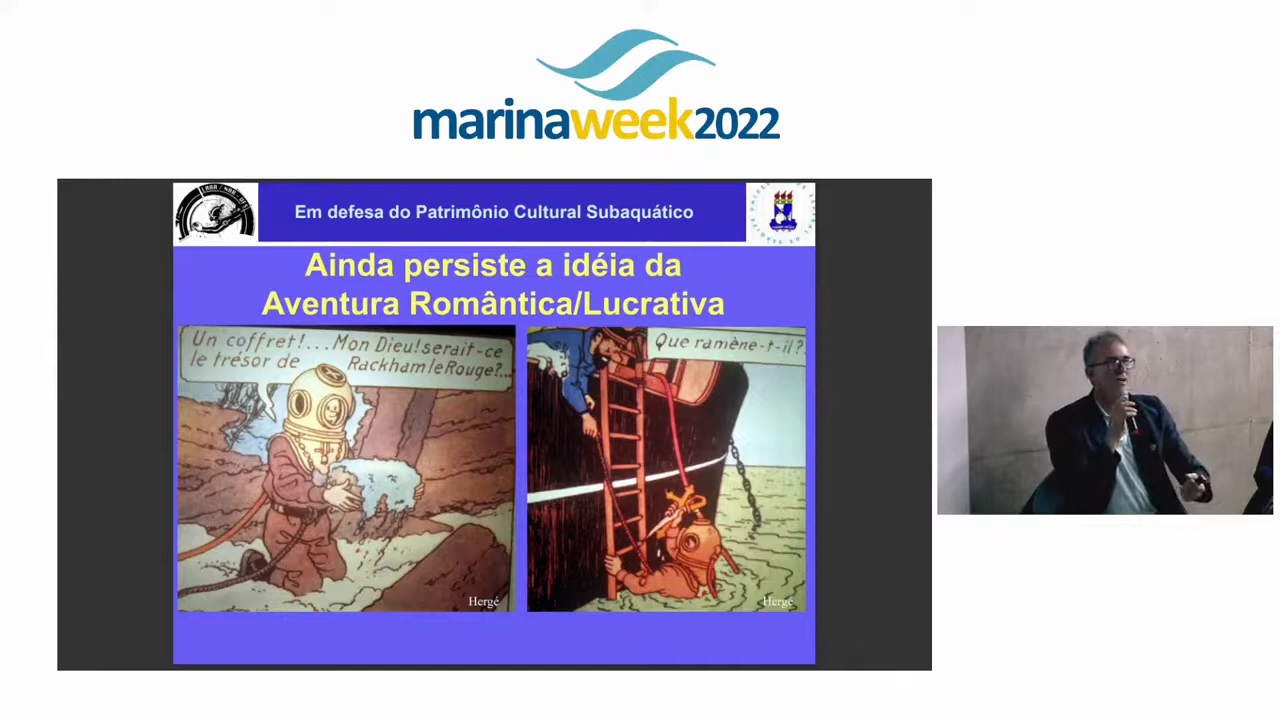 marinaweek2022
Em defesa do Patrimônio Cultural Subaquático
Ainda persiste a idéia da
Aventura Romântica/Lucrativa
Un coffret!... Mon Dieu! serait-ce
le trésor de Rackham le Rouge?...
Que ramène-t-il?
Hergé
Hergé